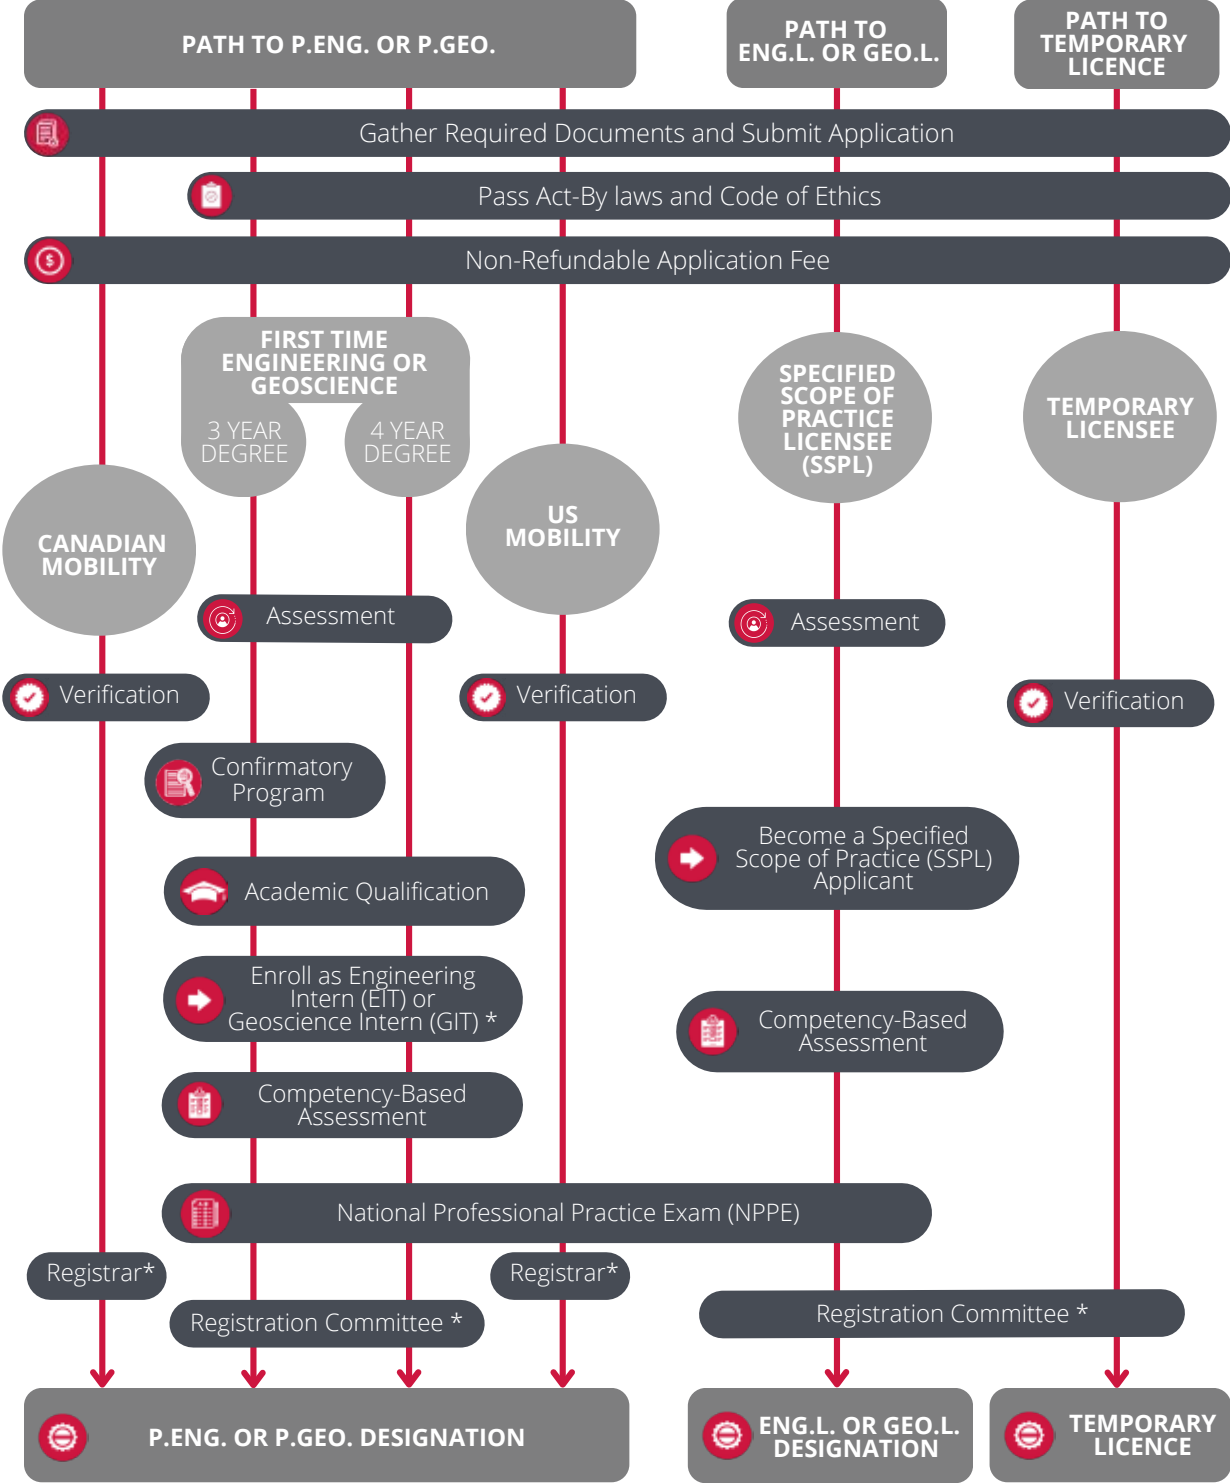 PATH TO P.ENG. OR P.GEO.
PATH TO
ENG.L. OR GEO.L.
PATH TO
TEMPORARY
LICENCE
Gather Required Documents and Submit Application
Pass Act-By laws and Code of Ethics
Non-Refundable Application Fee
FIRST TIME
ENGINEERING OR
GEOSCIENCE
3 YEAR
DEGREE
4 YEAR
DEGREE
SPECIFIED
SCOPE OF
PRACTICE
LICENSEE
(SSPL)
TEMPORARY
LICENSEE
CANADIAN
MOBILITY
US
MOBILITY
Assessment
Assessment
Verification
Verification
Verification
Confirmatory
Program
Become a Specified
Scope of Practice (SSPL)
Applicant
Academic Qualification
Enroll as Engineering
Intern (EIT) or
Geoscience Intern (GIT) *
Competency-Based
Assessment
Competency-Based
Assessment
National Professional Practice Exam (NPPE)
Registrar*
Registrar*
Registration Committee *
Registration Committee *
P.ENG. OR P.GEO. DESIGNATION
ENG.L. OR GEO.L.
DESIGNATION
TEMPORARY
LICENCE